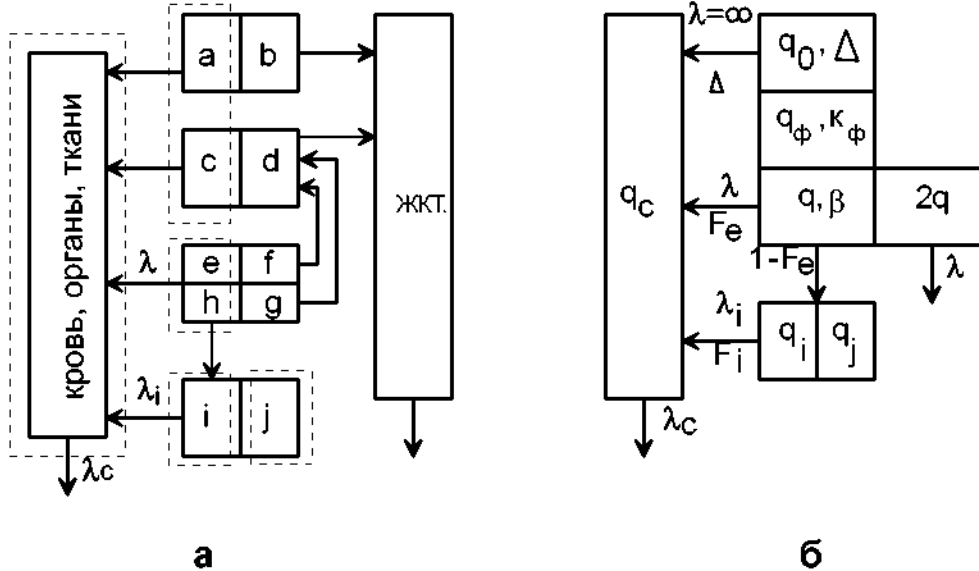 a b
c d
кровь, органы, ткани
λ
e f
h g
λi
i j
λc
жкт.
а
λ=∞
q0, Δ
Δ
qф, кф
qc
λ
Fe
q, β
2q
1-Fe
λ
λi
Fi
qi qj
λc
б